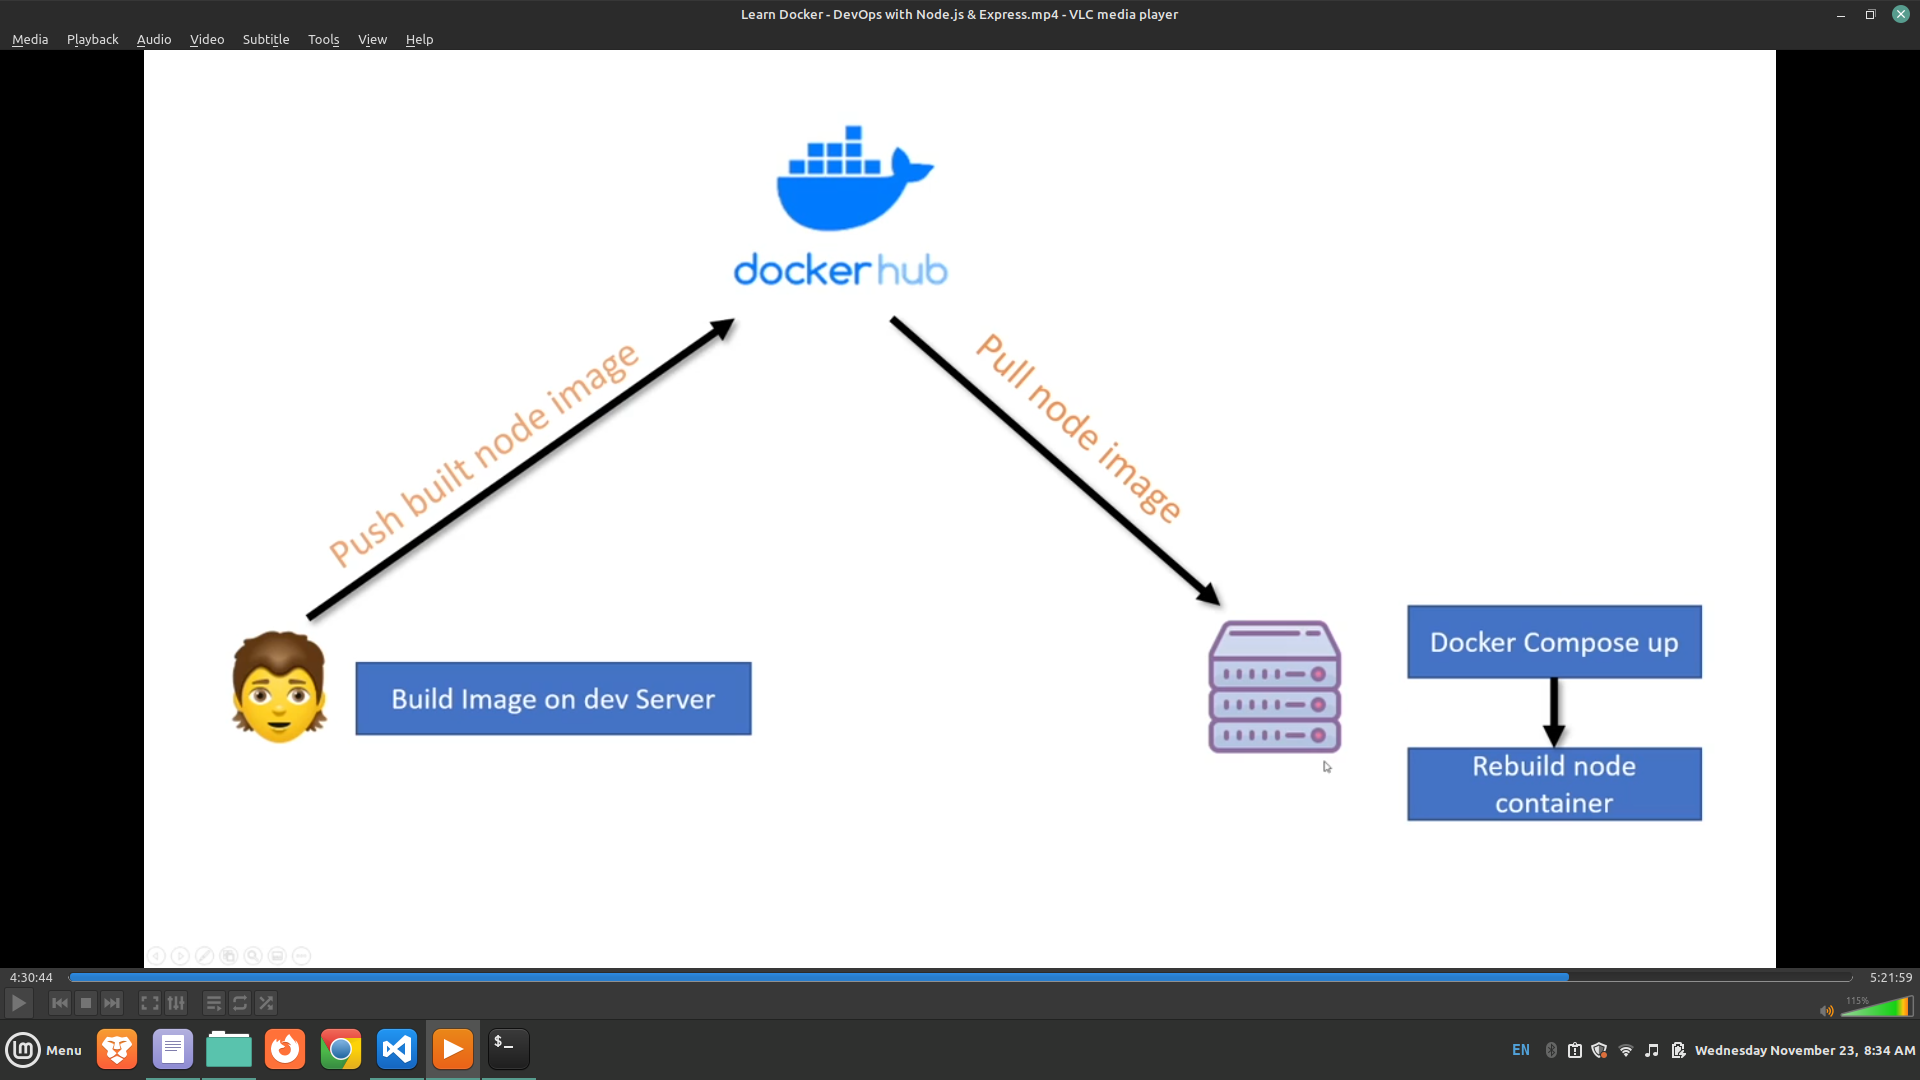 Learn Docker - DevOps with Node.js & Express.mp4 - VLC media player
Media Playback Audio Video Subtitle Tools View Help
docker hub
Push built node image
Pull node image
Build Image on dev Server
Docker Compose up
Rebuild node
container
4:30:44
5:21:59
115%
Menu
$_
EN
Wednesday November 23, 8:34 AM